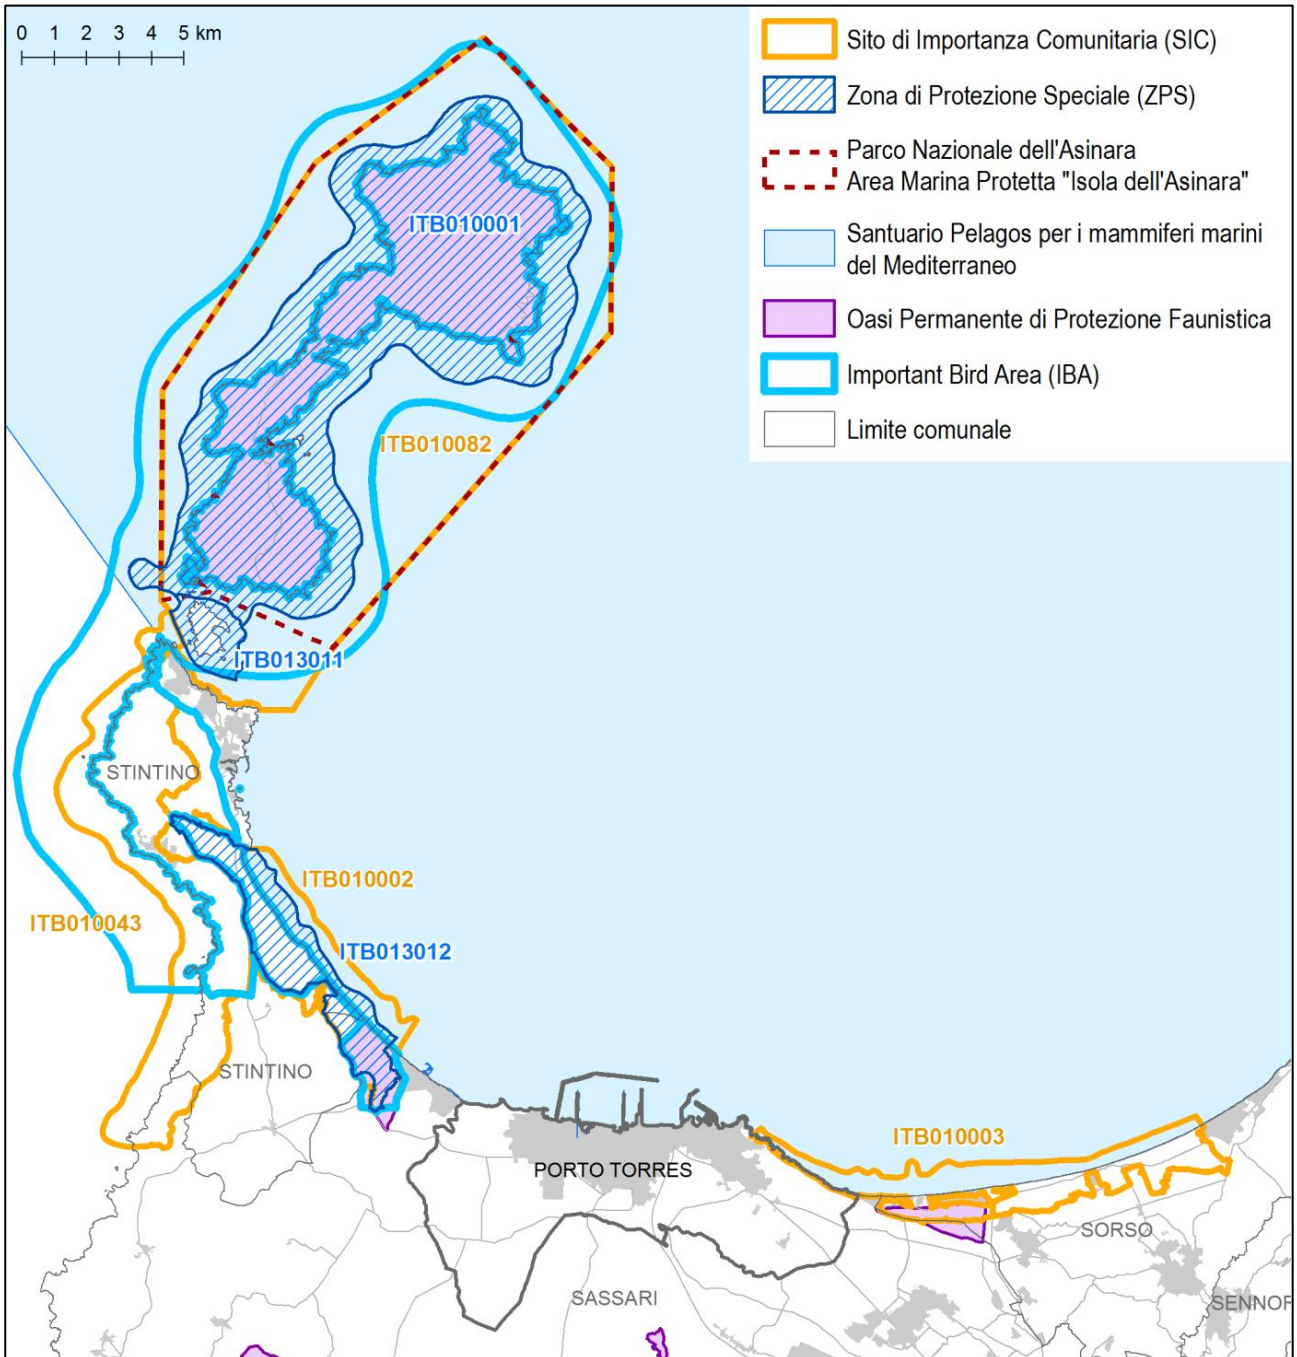 0 1 2 3 4 5 km
Sito di Importanza Comunitaria (SIC)
Zona di Protezione Speciale (ZPS)
Parco Nazionale dell'Asinara
Area Marina Protetta "Isola dell'Asinara"
Santuario Pelagos per i mammiferi marini
del Mediterraneo
Oasi Permanente di Protezione Faunistica
Important Bird Area (IBA)
Limite comunale
ITB010001
ITB010082
ITB013011
STINTINO
ITB010002
ITB010043
ITB013012
STINTINO
ITB010003
PORTO TORRES
SORSO
SASSARI
SENNOR